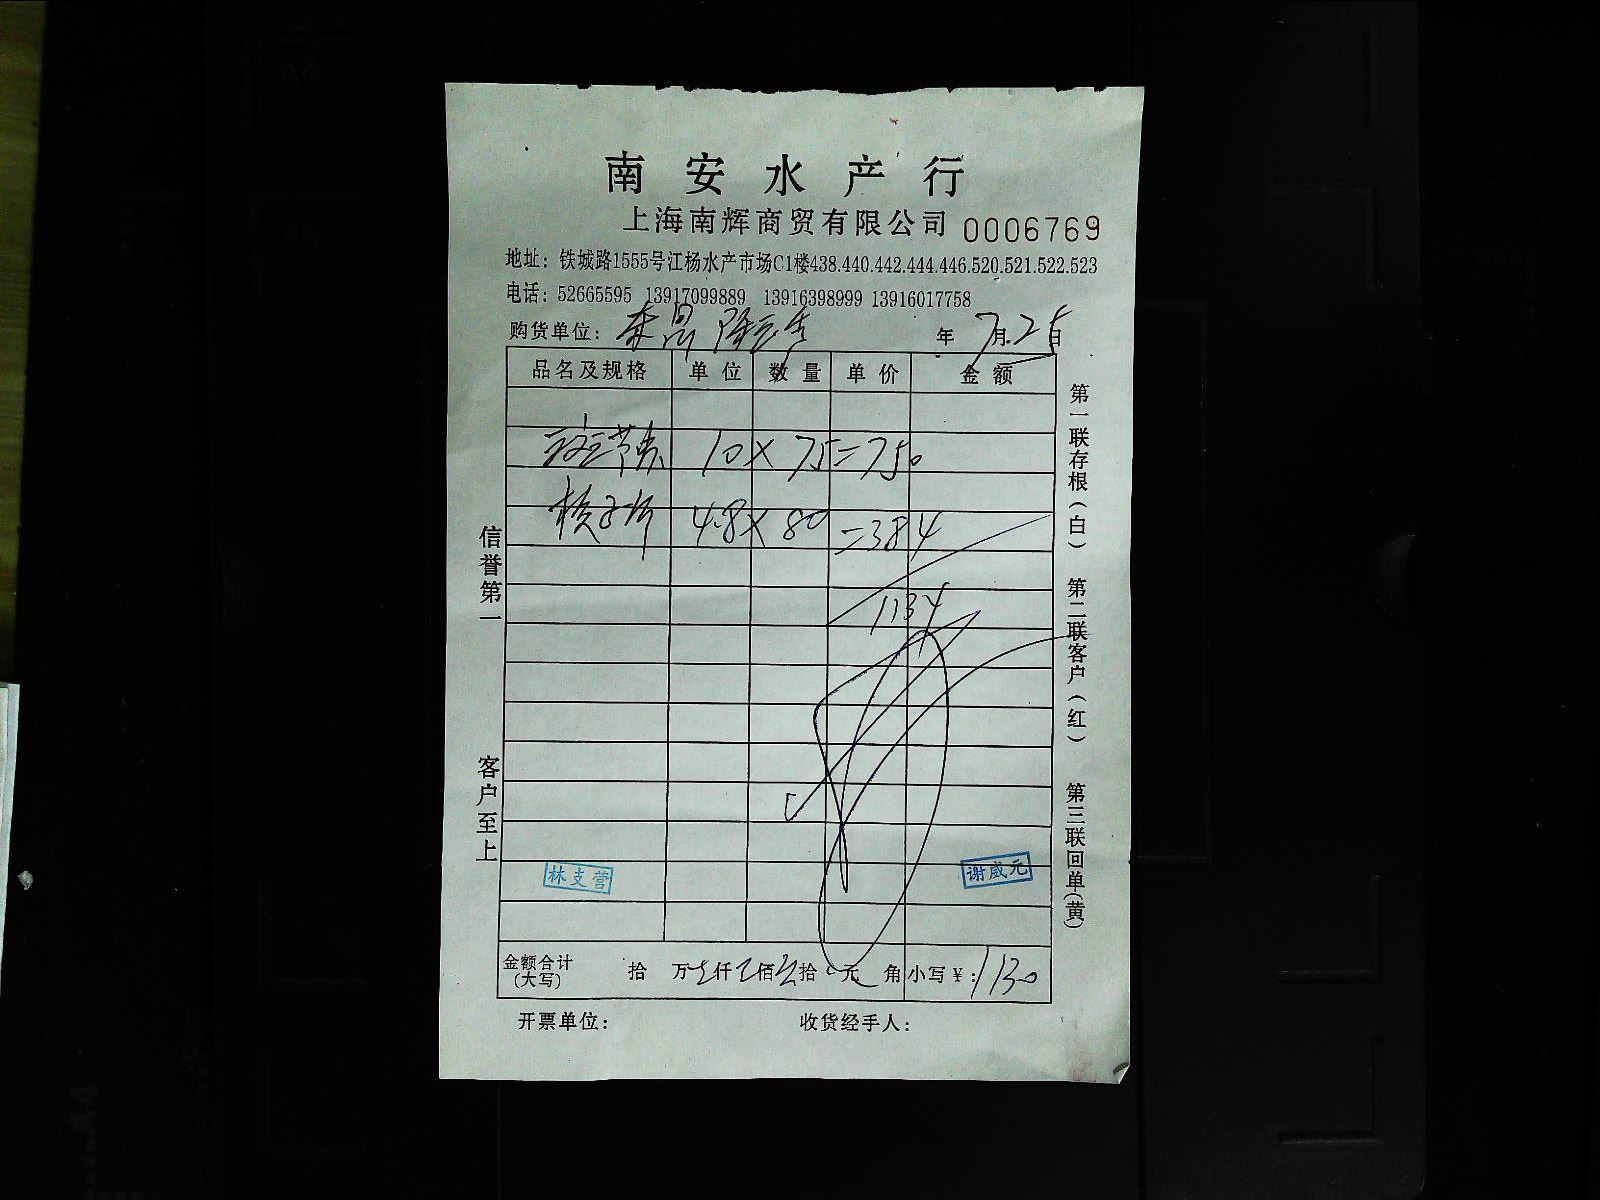 南安水产行
上海南辉商贸有限公司 0006769
地址：铁城路1555号江杨水产市场C1楼438.440.442.444.446.520.521.522.523
电话：52665595 13917099889 13916398999 13916017758
购货单位： 年 7月25日
品名及规格 单位 数量 单价 金额
斑节 10×75=750
4.8×80=384
1134
林支营 谢威元
金额合计(大写) 拾 万 仟 佰 拾 元 角 小写￥：1130
开票单位： 收货经手人：
信誉第一
客户至上
第一联存根(白) 第二联客户(红) 第三联回单(黄)